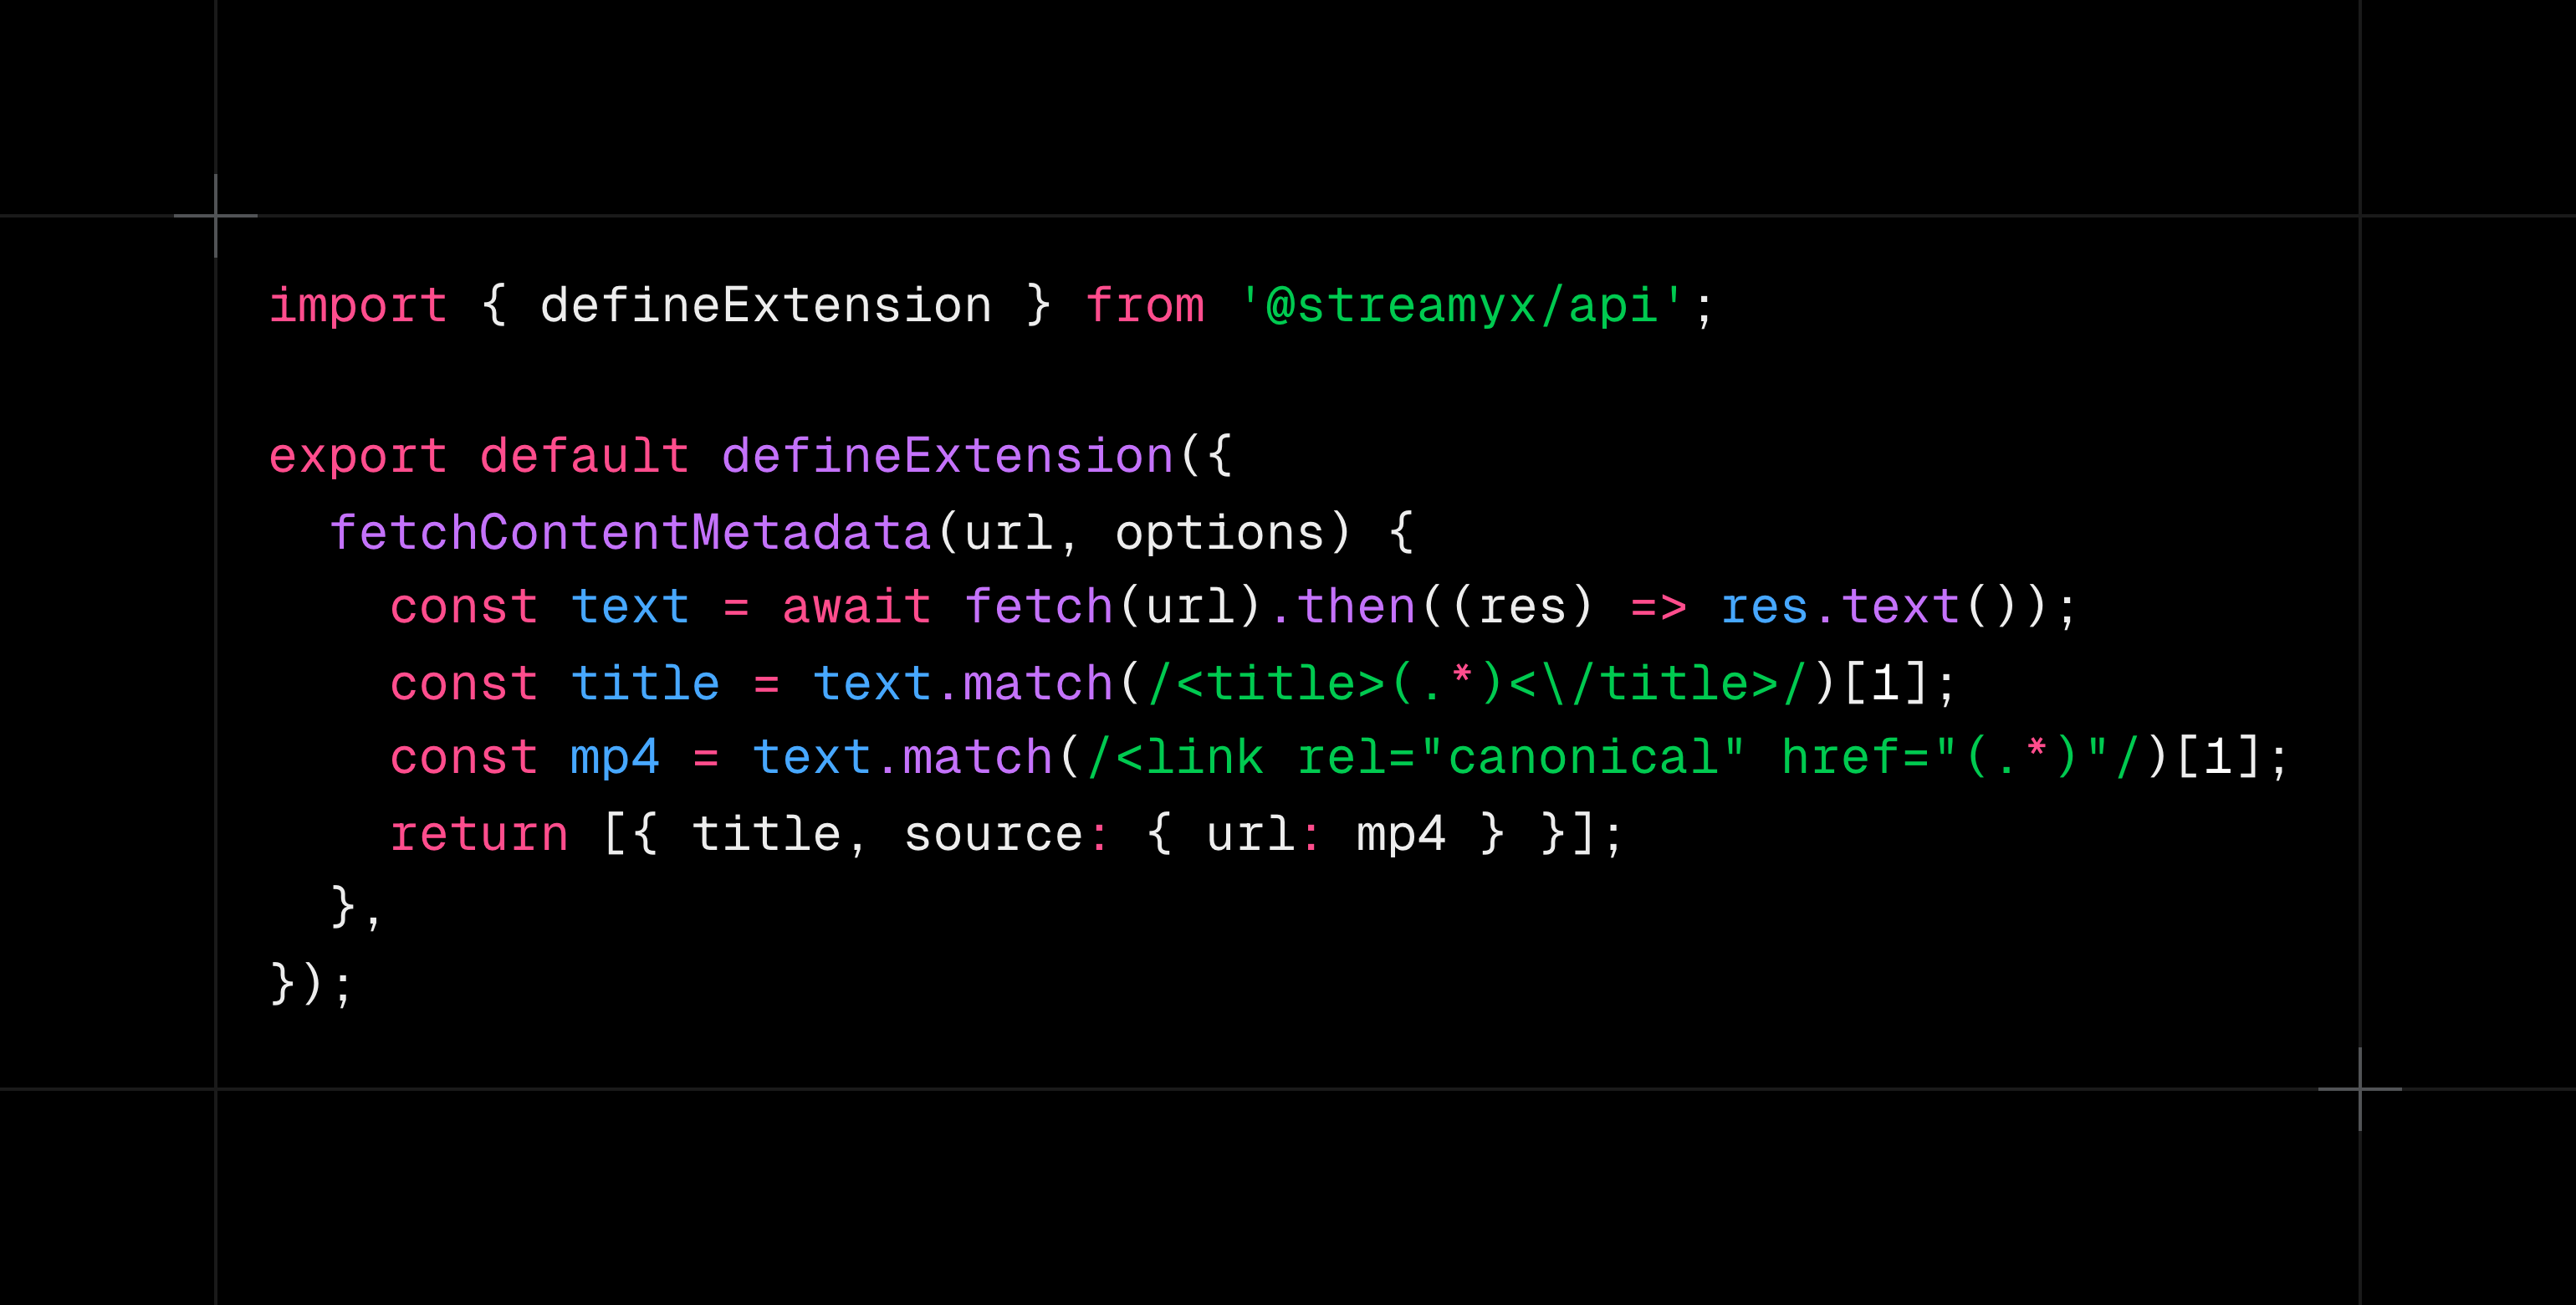 import { defineExtension } from '@streamyx/api';

export default defineExtension({
  fetchContentMetadata(url, options) {
    const text = await fetch(url).then((res) => res.text());
    const title = text.match(/<title>(.*)<\/title>/)[1];
    const mp4 = text.match(/<link rel="canonical" href="(.*)"/)[1];
    return [{ title, source: { url: mp4 } }];
  },
});